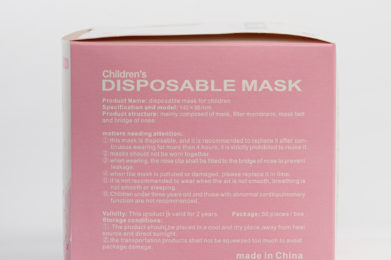 Children's
DISPOSABLE MASK
Product Name: disposable mask for children
Specification and model: 145×95mm
Product structure: mainly composed of mask, filter membrane, mask belt
and bridge of nose.
matters needing attention:
① this mask is disposable, and it is recommended to replace it after con-
tinuous wearing for more than 4 hours. It is strictly prohibited to reuse it.
② masks should not be worn together.
③ when wearing, the nose clip shall be fitted to the bridge of nose to prevent
leakage.
④ when the mask is polluted or damaged, please replace it in time.
⑤ it is not recommended to wear when the air is not smooth, breathing is
not smooth or sleeping.
⑥ Children under three years old and those with abnormal cardiopulmonary
function are not recommended.
Validity: This product is valid for 2 years Package: 50 pieces / box
Storage conditions:
① The product should be placed in a cool and dry place away from heat
source and direct sunlight.
② the transportation products shall not be squeezed too much to avoid
package damage.
made in China